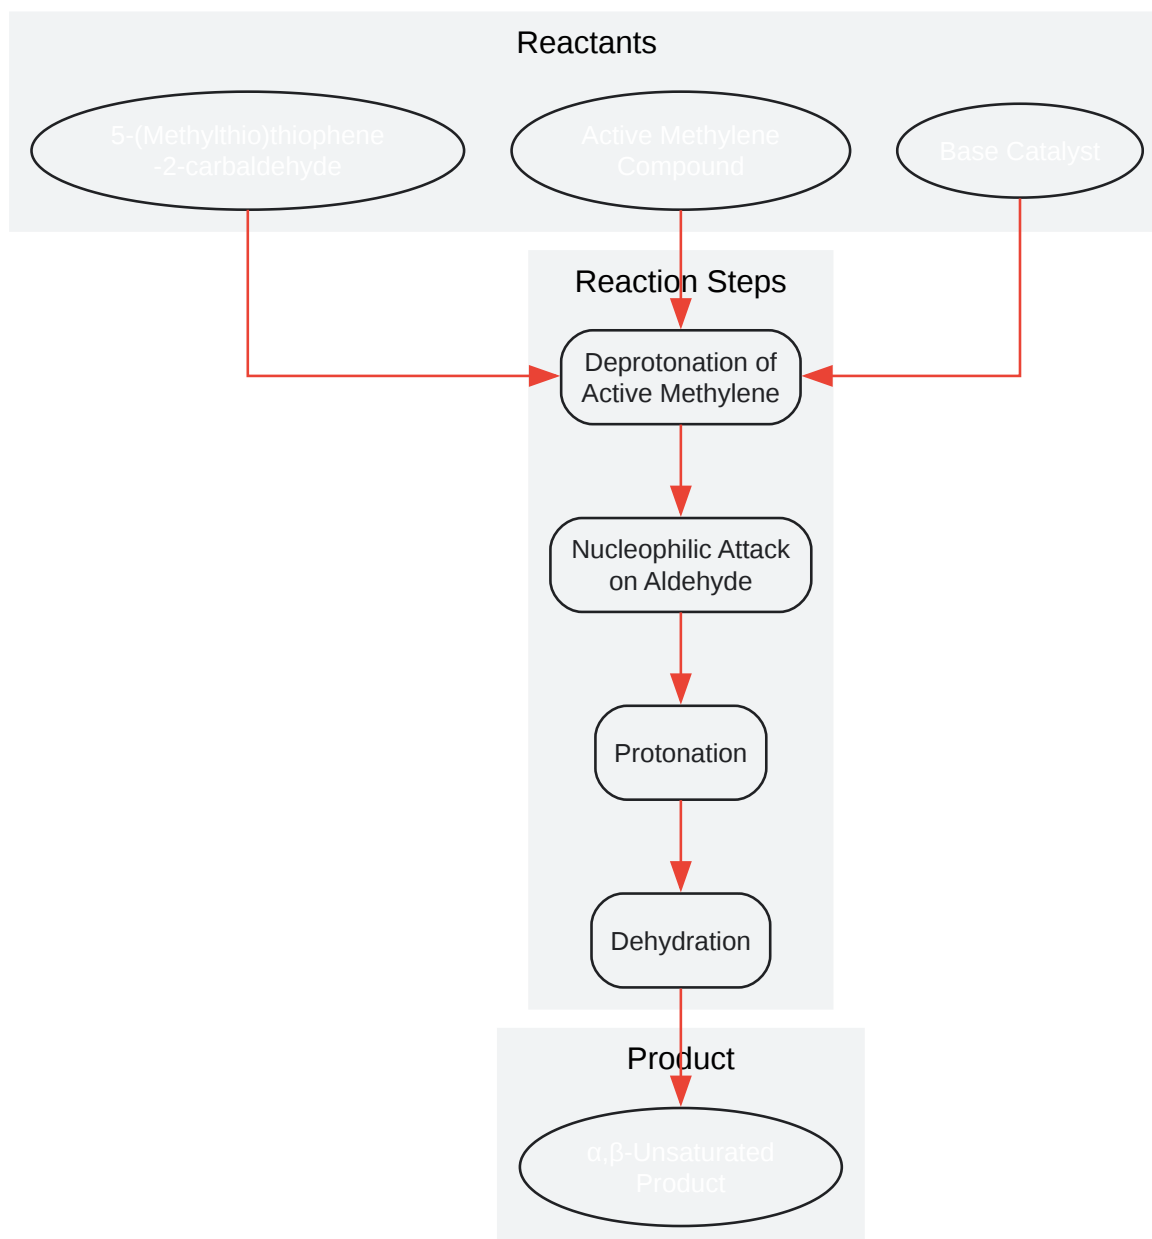 Reactants
5-(Methylthio)thiophene
-2-carbaldehyde
Active Methylene
Compound
Base Catalyst
Reaction Steps
Deprotonation of
Active Methylene
Nucleophilic Attack
on Aldehyde
Protonation
Dehydration
Product
α,β-Unsaturated
Product